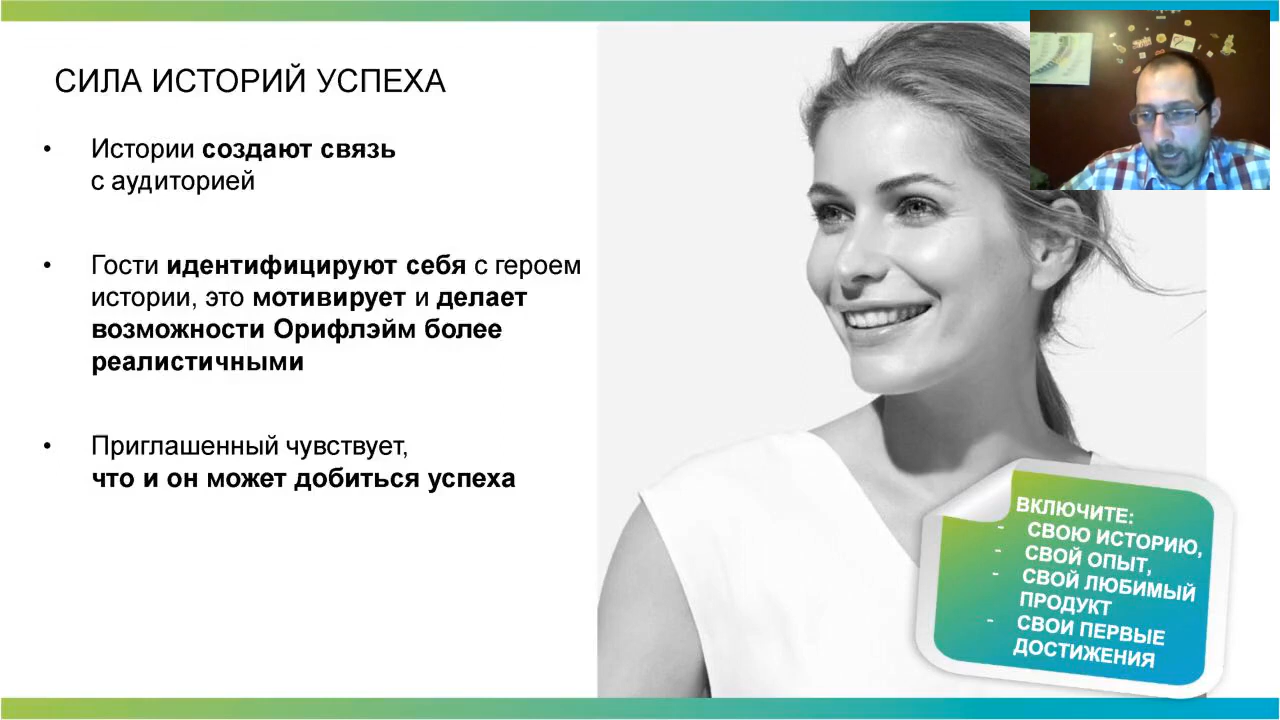 СИЛА ИСТОРИЙ УСПЕХА
• Истории создают связь
с аудиторией
• Гости идентифицируют себя с героем
истории, это мотивирует и делает
возможности Орифлэйм более
реалистичными
• Приглашенный чувствует,
что и он может добиться успеха
ВКЛЮЧИТЕ:
- СВОЮ ИСТОРИЮ,
- СВОЙ ОПЫТ,
- СВОЙ ЛЮБИМЫЙ
ПРОДУКТ
- СВОИ ПЕРВЫЕ
ДОСТИЖЕНИЯ